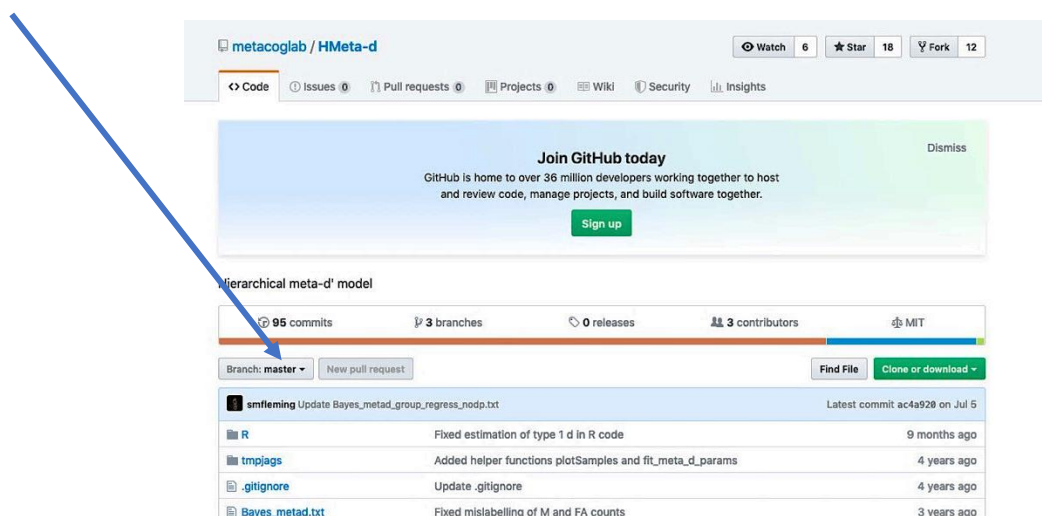 metacoglab / HMeta-d
Watch 6 Star 18 Fork 12
Code Issues 0 Pull requests 0 Projects 0 Wiki Security Insights
Dismiss
Join GitHub today
GitHub is home to over 36 million developers working together to host
and review code, manage projects, and build software together.
Sign up
Hierarchical meta-d' model
95 commits 3 branches 0 releases 3 contributors MIT
Branch: master New pull request Find File Clone or download
smfleming Update Bayes_metad_group_regress_nodp.txt Latest commit ac4a920 on Jul 5
R Fixed estimation of type 1 d in R code 9 months ago
tmpjags Added helper functions plotSamples and fit_meta_d_params 4 years ago
.gitignore Update .gitignore 4 years ago
Bayes_metad.txt Fixed mislabelling of M and FA counts 3 years ago